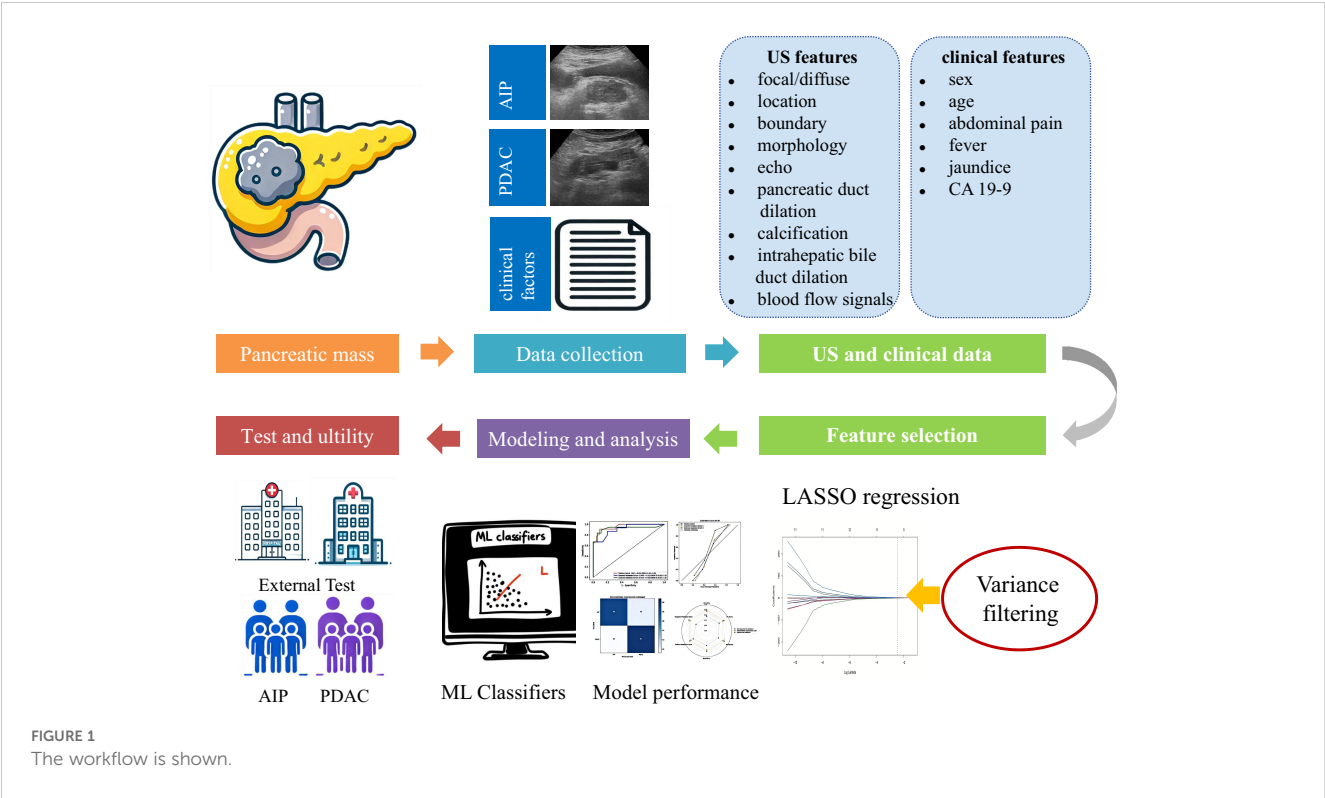 AIP
PDAC
clinical
factors
US features
• focal/diffuse
• location
• boundary
• morphology
• echo
• pancreatic duct
dilation
• calcification
• intrahepatic bile
duct dilation
• blood flow signals
clinical features
• sex
• age
• abdominal pain
• fever
• jaundice
• CA 19-9
Pancreatic mass
Data collection
US and clinical data
Test and ultility
Modeling and analysis
Feature selection
External Test
AIP
PDAC
ML classifiers
L
ML Classifiers
Model performance
LASSO regression
Variance
filtering
FIGURE 1
The workflow is shown.